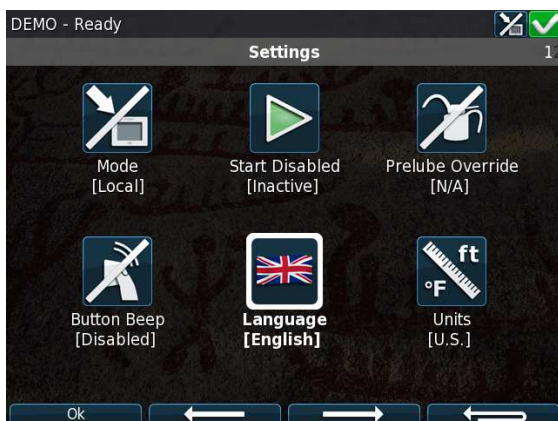 DEMO - Ready
Settings
1
Mode
[Local]
Start Disabled
[Inactive]
Prelube Override
[N/A]
ft
°F
Button Beep
[Disabled]
Language
[English]
Units
[U.S.]
Ok